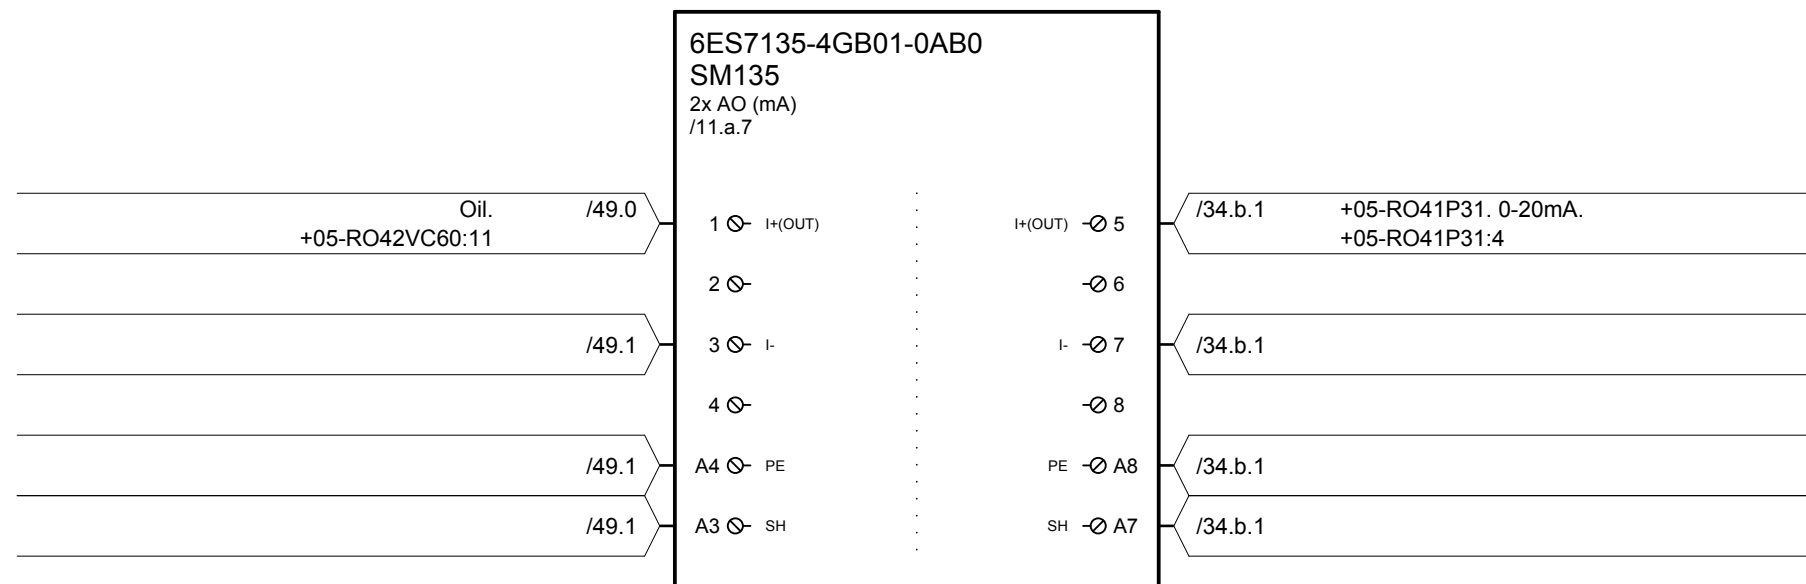 6ES7135-4GB01-0AB0
SM135
2x AO (mA)
/11.a.7
Oil. /49.0 1 I+(OUT) I+(OUT) 5 /34.b.1 +05-RO41P31. 0-20mA.
+05-RO42VC60:11 +05-RO41P31:4
2 6
/49.1 3 I- I- 7 /34.b.1
4 8
/49.1 A4 PE PE A8 /34.b.1
/49.1 A3 SH SH A7 /34.b.1